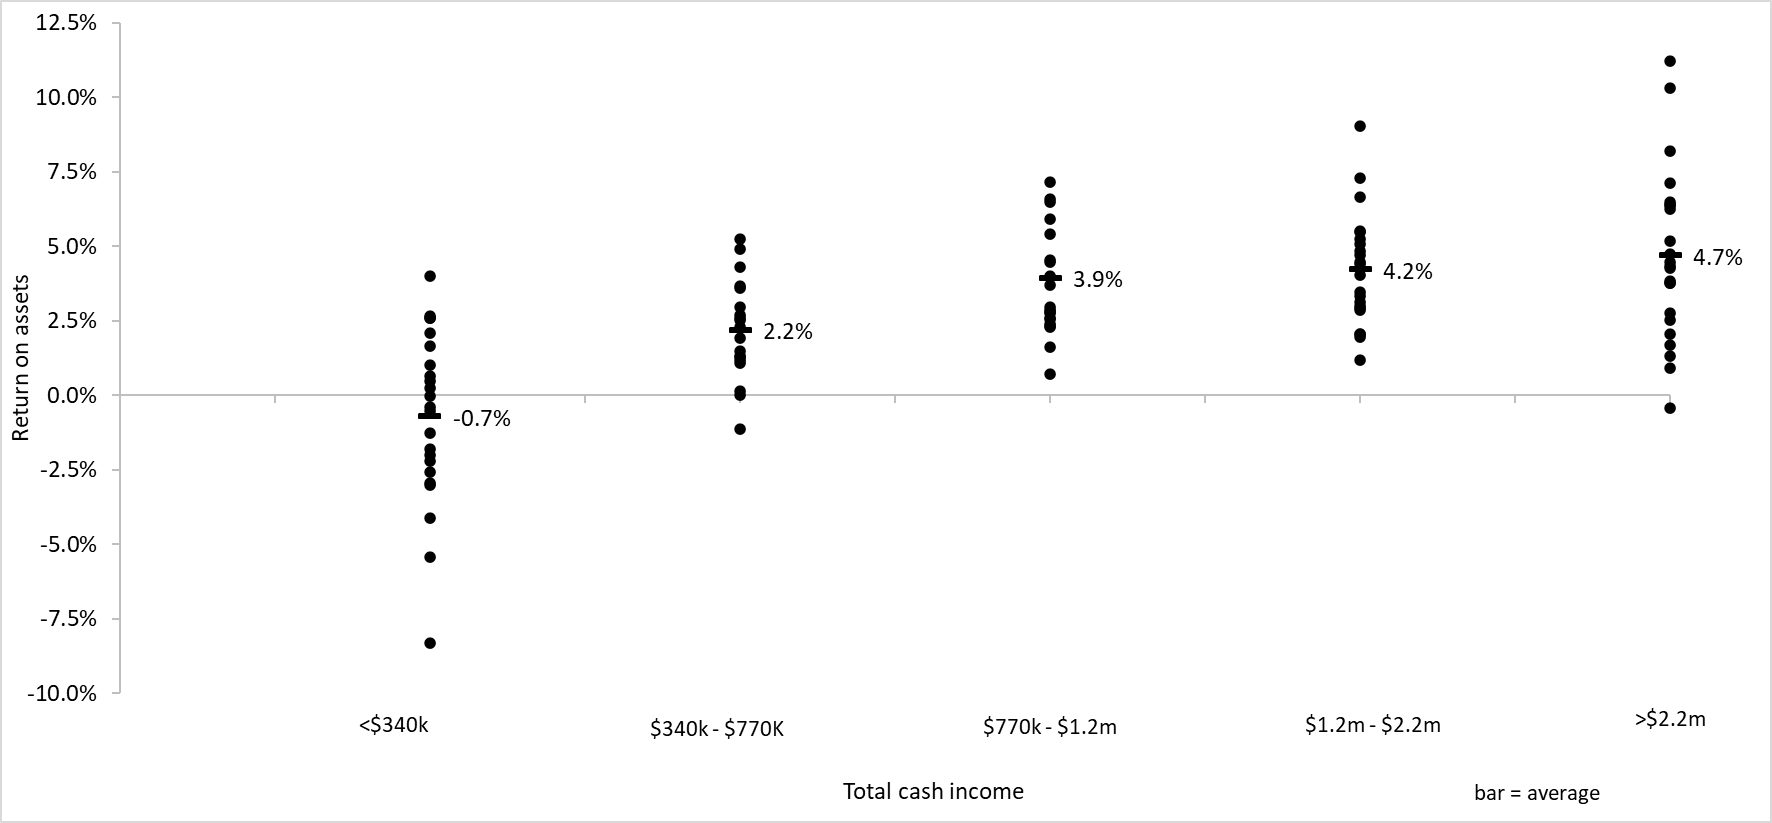 12.5%
10.0%
7.5%
5.0%
2.5%
0.0%
-2.5%
-5.0%
-7.5%
-10.0%
Return on assets
-0.7%
2.2%
3.9%
4.2%
4.7%
<$340k
$340k - $770K
$770k - $1.2m
$1.2m - $2.2m
>$2.2m
Total cash income
bar = average